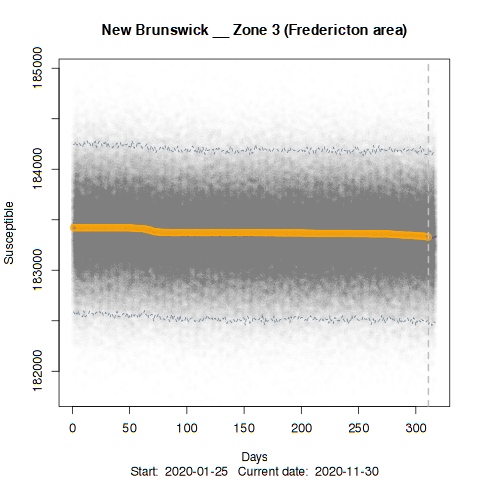 New Brunswick __ Zone 3 (Fredericton area)
185000
184000
183000
182000
Susceptible
0 50 100 150 200 250 300
Days
Start: 2020-01-25 Current date: 2020-11-30